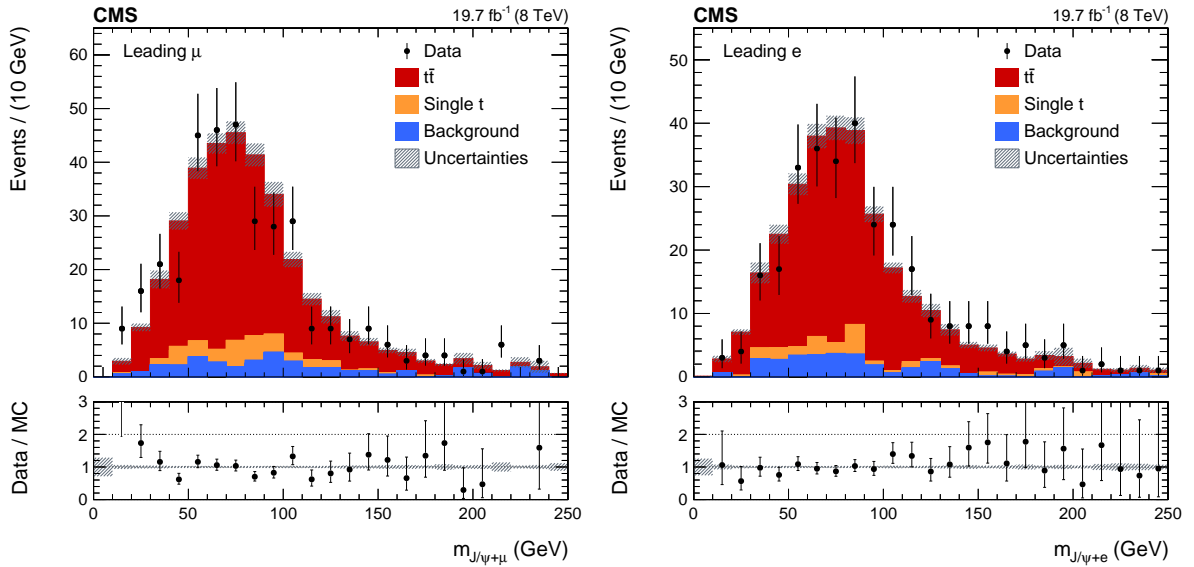 CMS 19.7 fb⁻¹ (8 TeV)
Events / (10 GeV)
Leading μ
Data
tt̄
Single t
Background
Uncertainties
60
50
40
30
20
10
0
Data / MC
3
2
1
0
0 50 100 150 200 250
m_J/ψ+μ (GeV)
CMS 19.7 fb⁻¹ (8 TeV)
Events / (10 GeV)
Leading e
Data
tt̄
Single t
Background
Uncertainties
50
40
30
20
10
0
Data / MC
3
2
1
0
0 50 100 150 200 250
m_J/ψ+e (GeV)